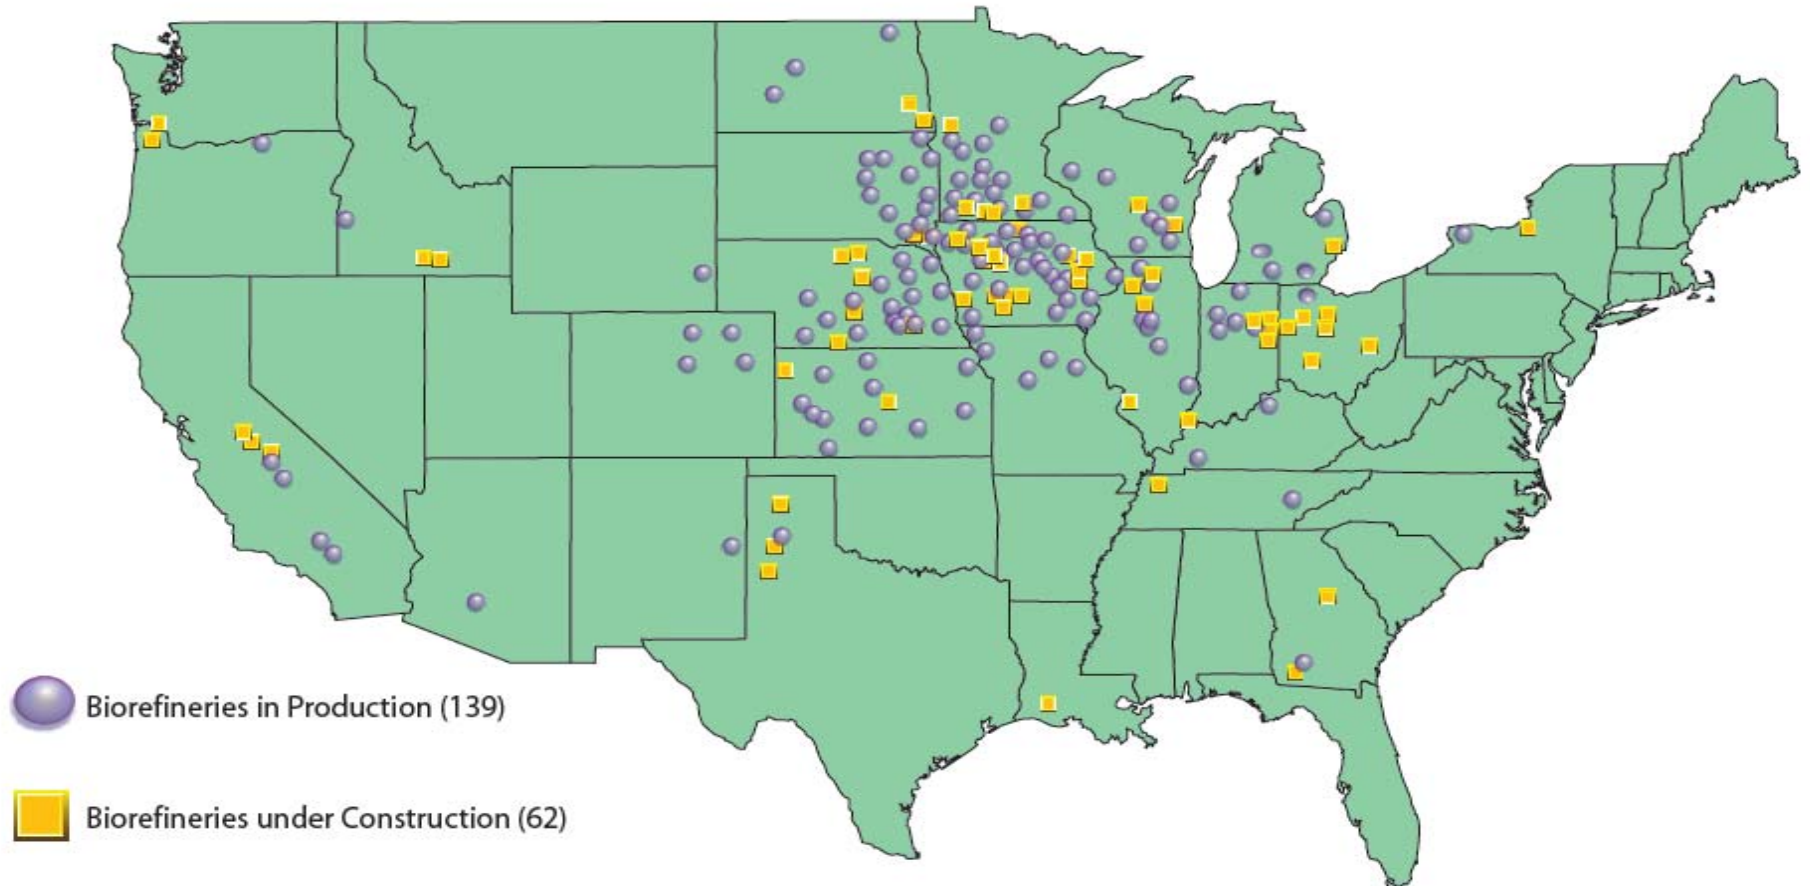 Biorefineries in Production (139)
Biorefineries under Construction (62)